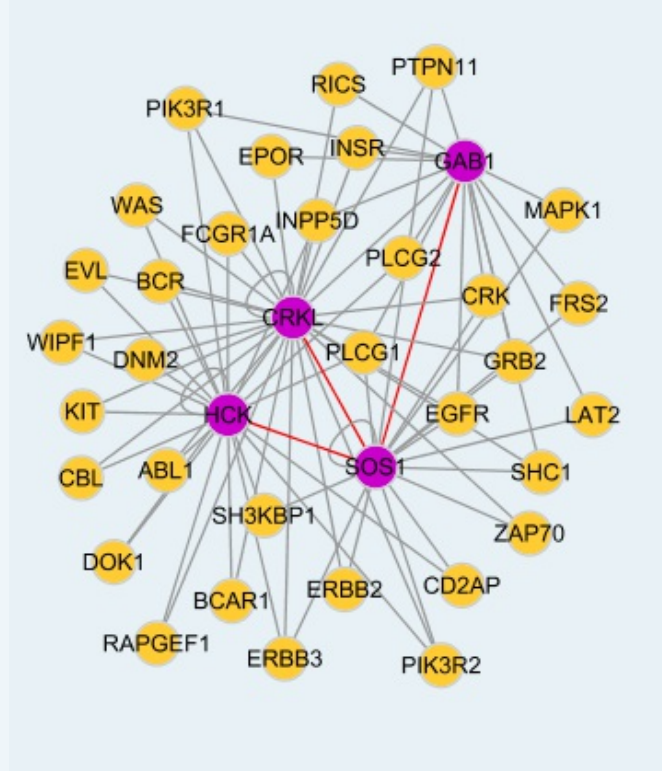 PTPN11
RICS
PIK3R1
INSR
EPOR
GAB1
WAS
MAPK1
INPP5D
FCGR1A
PLCG2
EVL
BCR
CRK
FRS2
CRKL
WIPF1
PLCG1
DNM2
GRB2
KIT
HCK
EGFR
LAT2
SOS1
ABL1
SHC1
CBL
SH3KBP1
ZAP70
DOK1
CD2AP
ERBB2
BCAR1
RAPGEF1
ERBB3
PIK3R2